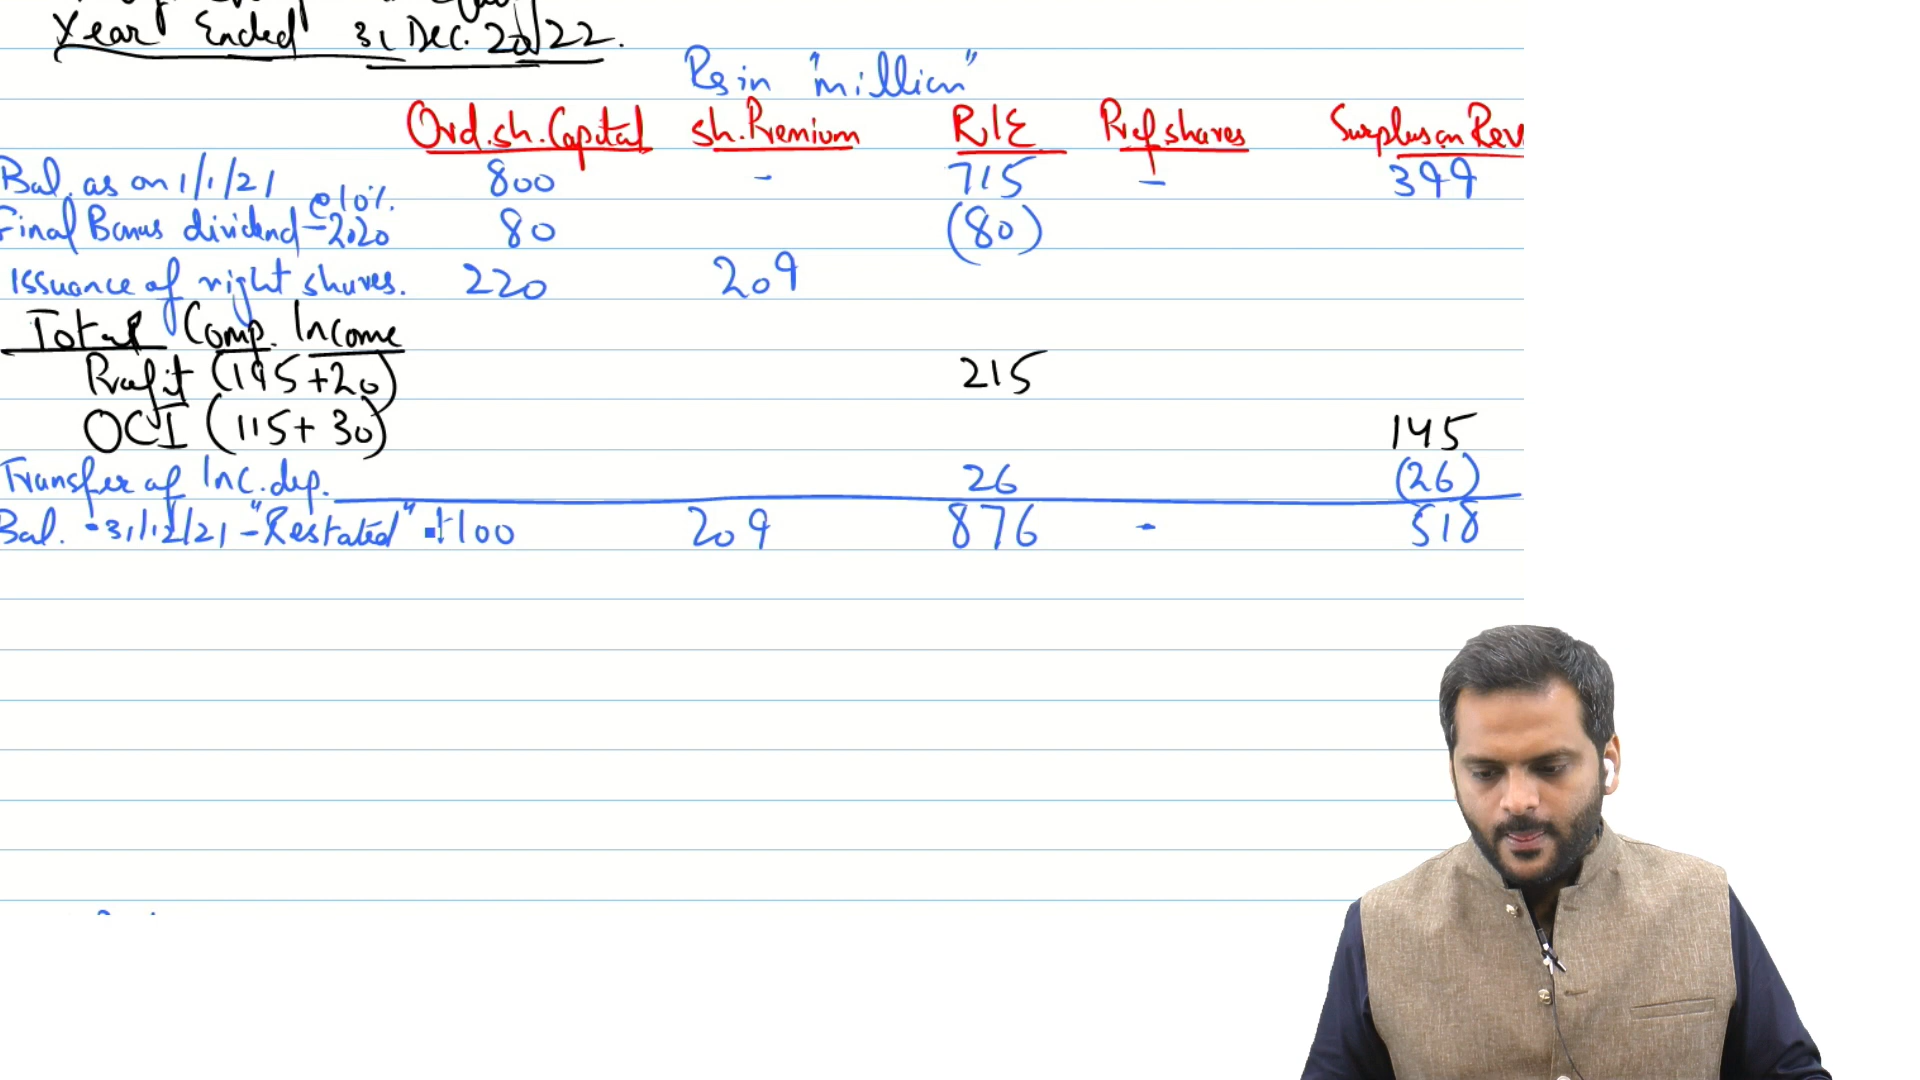 Year Ended 31 Dec. 2022.
Rs in "million"
Ord. sh. Capital sh. Premium R/E Pref shares Surplus on Rev
Bal. as on 1/1/21 800 - 715 - 399
Final Bonus dividend - 2020 @10% 80 (80)
Issuance of right shares. 220 209
Total Comp. Income
Profit (195+20) 215
OCI (115+30) 145
Transfer of Inc. dep. 26 (26)
Bal. - 31/12/21 - "Restated" 1100 209 876 - 518